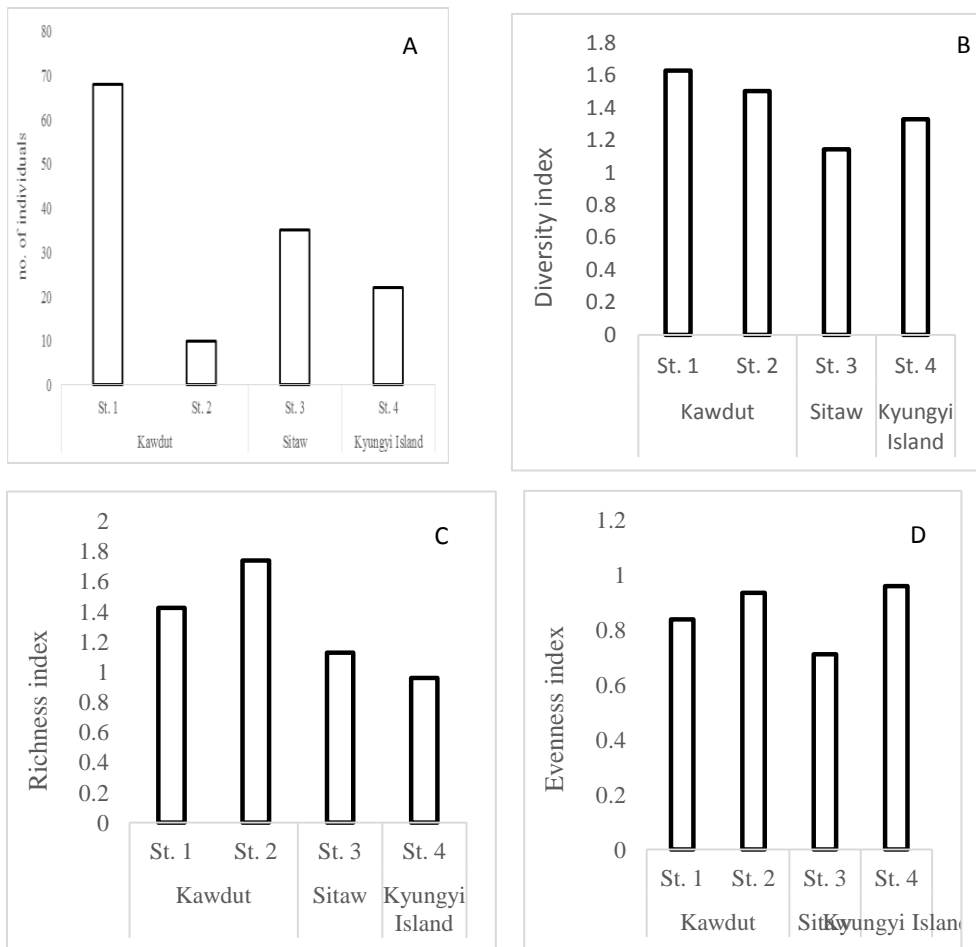 A
no. of individuals
80
70
60
50
40
30
20
10
0
St. 1 St. 2 St. 3 St. 4
Kawdut Sitaw Kyungyi Island
B
Diversity index
1.8
1.6
1.4
1.2
1
0.8
0.6
0.4
0.2
0
St. 1 St. 2 St. 3 St. 4
Kawdut Sitaw Kyungyi
Island
C
Richness index
2
1.8
1.6
1.4
1.2
1
0.8
0.6
0.4
0.2
0
St. 1 St. 2 St. 3 St. 4
Kawdut Sitaw Kyungyi
Island
D
Evenness index
1.2
1
0.8
0.6
0.4
0.2
0
St. 1 St. 2 St. 3 St. 4
Kawdut Sitaw Kyungyi Island